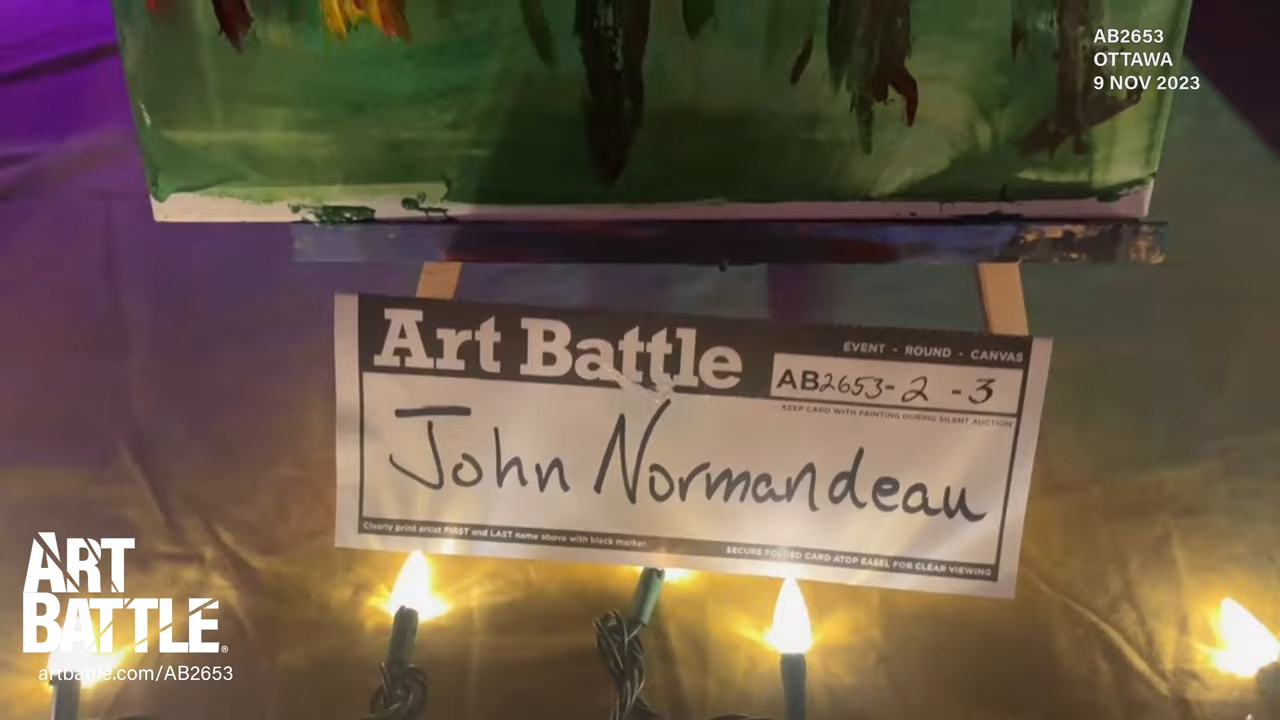 AB2653
OTTAWA
9 NOV 2023
Art Battle
EVENT - ROUND - CANVAS
AB2653-2-3
KEEP CARD WITH PAINTING DURING SILENT AUCTION
John Normandeau
Clearly print artist FIRST and LAST name above with black marker.
SECURE FOLDED CARD ATOP EASEL FOR CLEAR VIEWING
ART
BATTLE®
artbattle.com/AB2653